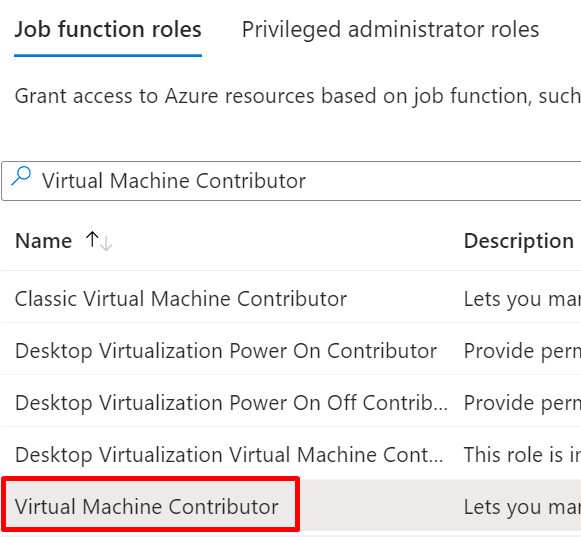 Job function roles Privileged administrator roles
Grant access to Azure resources based on job function, such
Virtual Machine Contributor
Name Description
Classic Virtual Machine Contributor Lets you mar
Desktop Virtualization Power On Contributor Provide perm
Desktop Virtualization Power On Off Contrib... Provide perm
Desktop Virtualization Virtual Machine Cont... This role is in
Virtual Machine Contributor Lets you mar